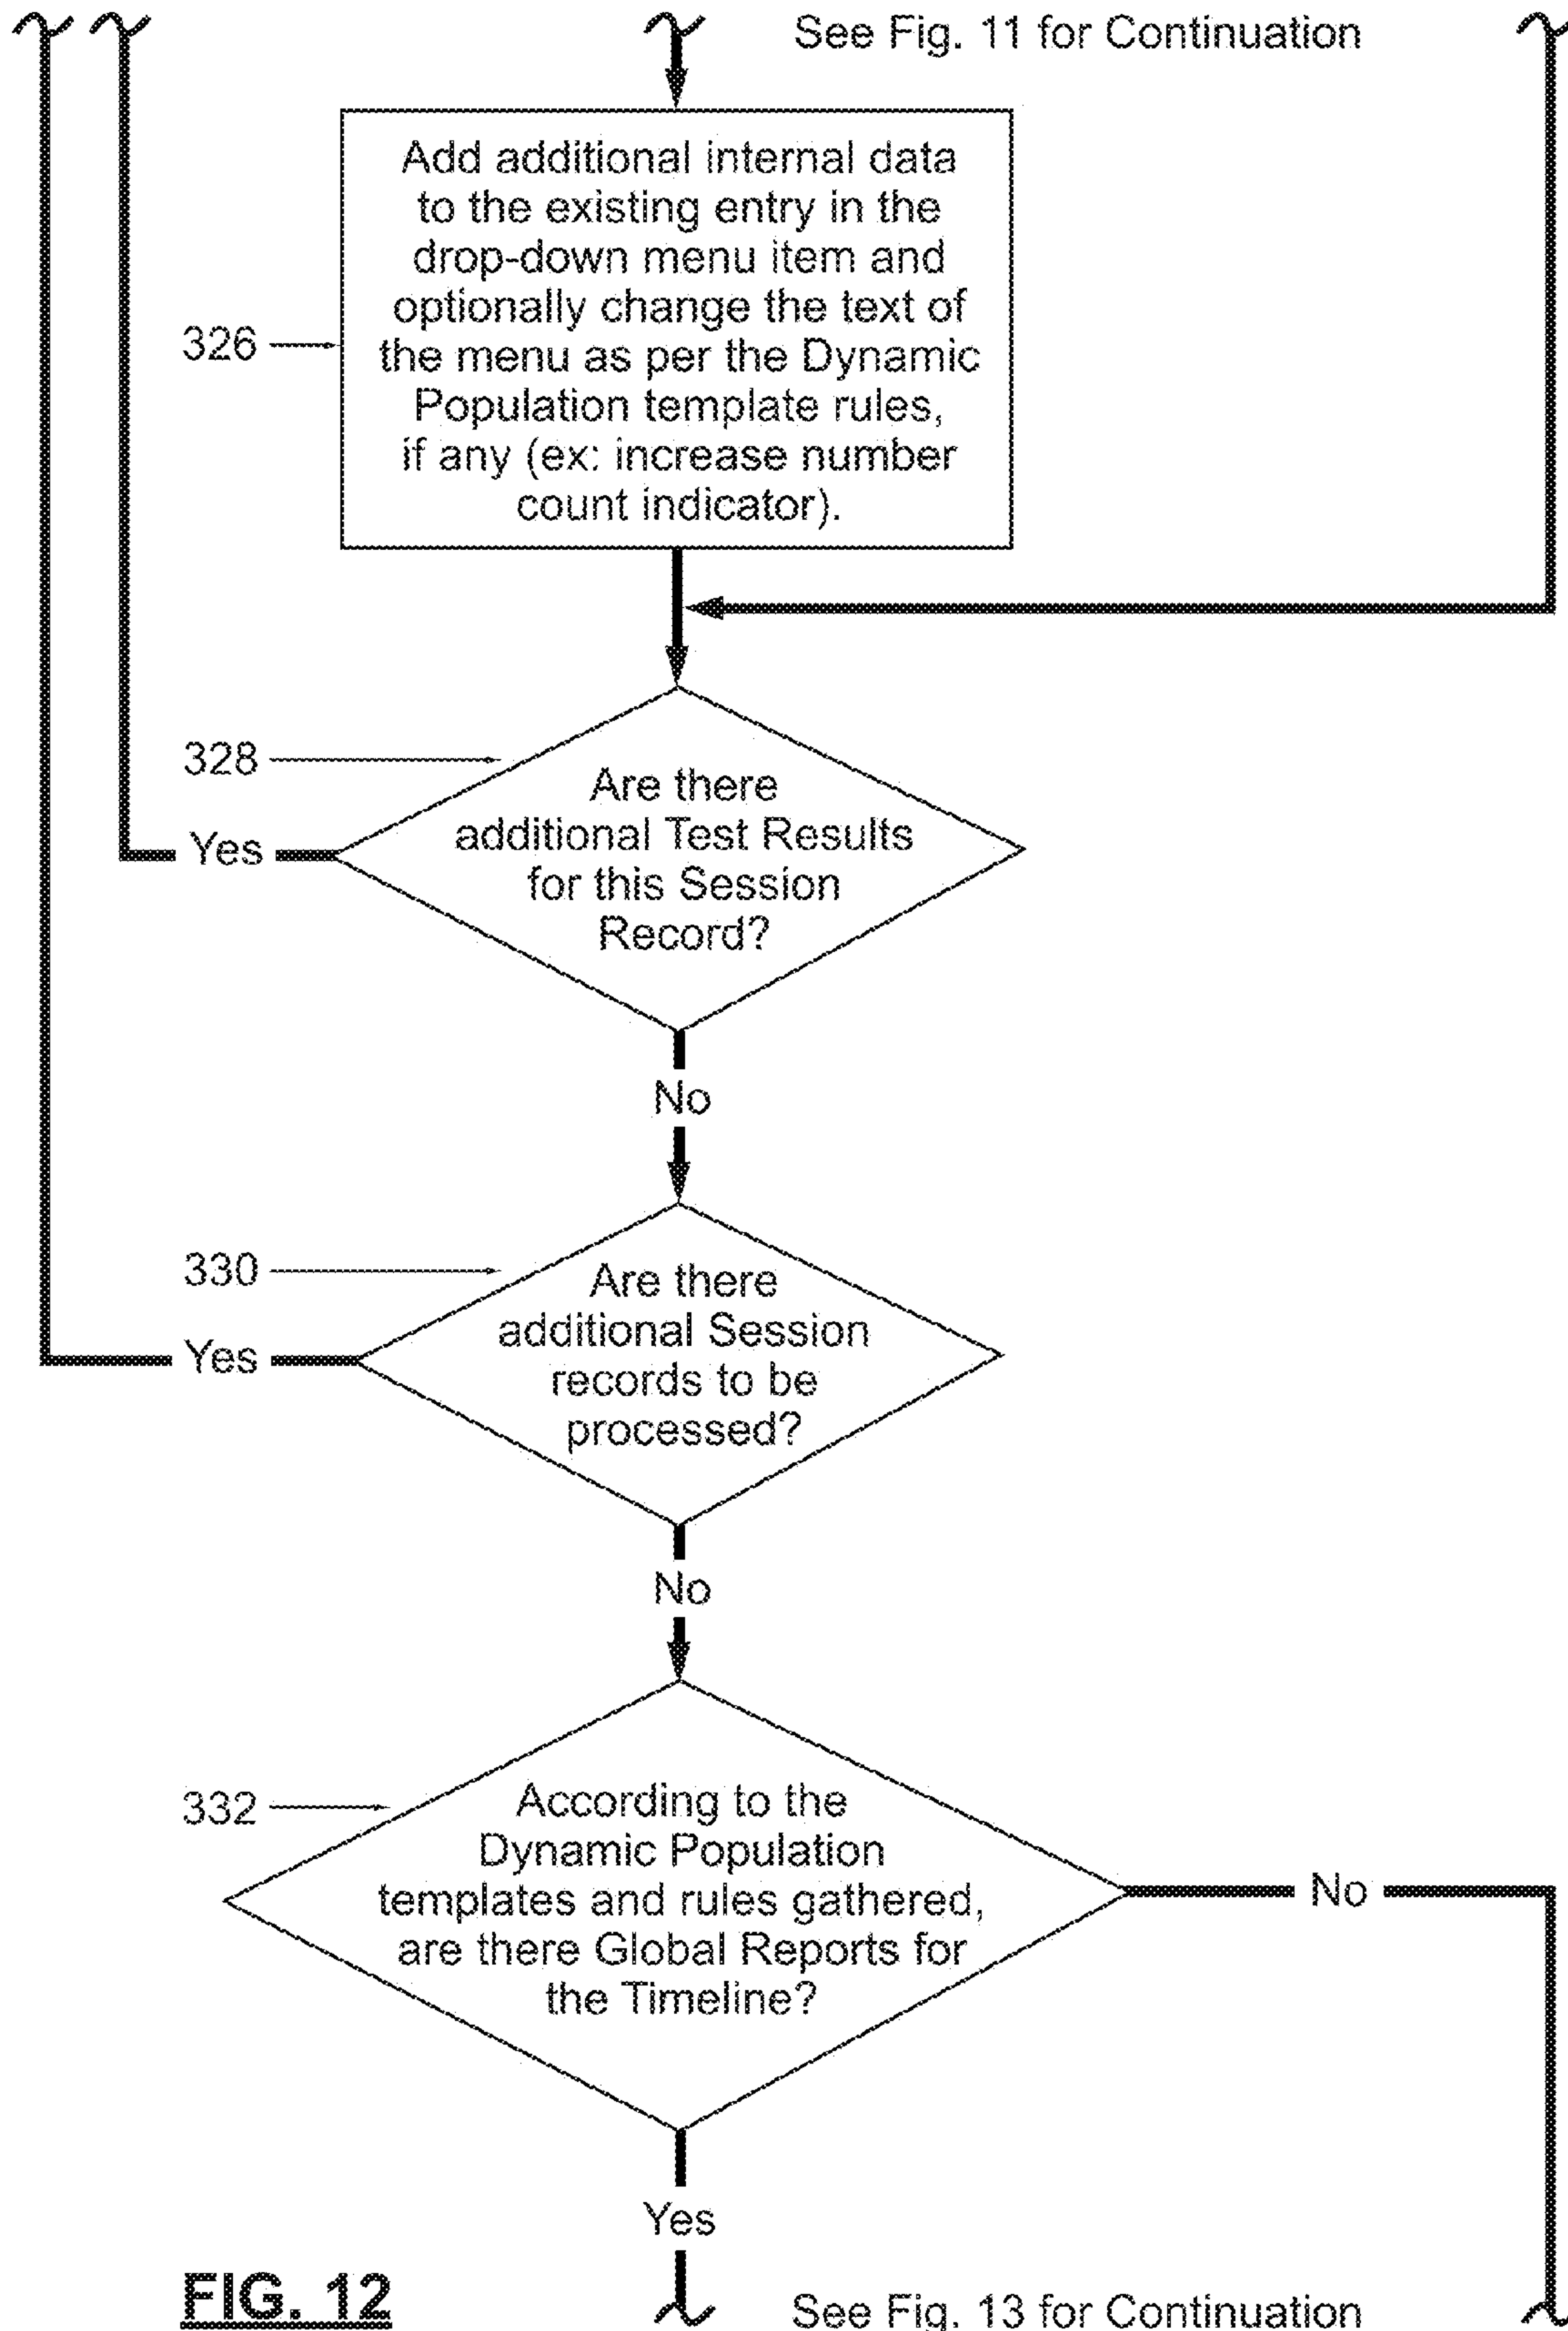 See Fig. 11 for Continuation
Add additional internal data
to the existing entry in the
drop-down menu item and
optionally change the text of
the menu as per the Dynamic
Population template rules,
if any (ex: increase number
count indicator).
326
328
Are there
additional Test Results
for this Session
Record?
Yes
No
330
Are there
additional Session
records to be
processed?
Yes
No
332
According to the
Dynamic Population
templates and rules gathered,
are there Global Reports for
the Timeline?
No
Yes
FIG. 12
See Fig. 13 for Continuation